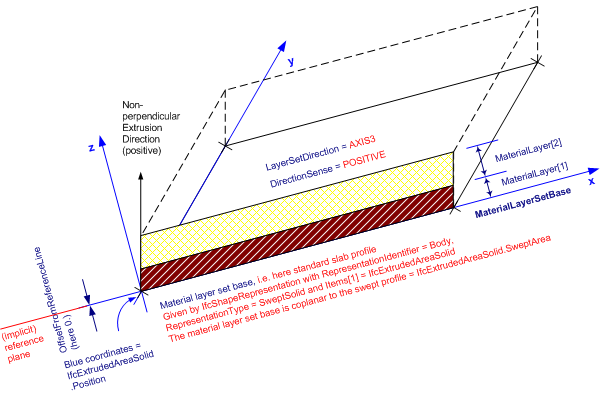 y
Non-
perpendicular
Extrusion
Direction
(positive)
z
LayerSetDirection = AXIS3
DirectionSense = POSITIVE
MaterialLayer[2]
MaterialLayer[1]
x
MaterialLayerSetBase
Material layer set base, i.e. here standard slab profile
Given by IfcShapeRepresentation with RepresentationIdentifier = Body,
RepresentationType = SweptSolid and Items[1] = IfcExtrudedAreaSolid
The material layer set base is coplanar to the swept profile = IfcExtrudedAreaSolid.SweptArea
OffsetFromReferenceLine
(here 0.)
(implicit)
reference
plane
Blue coordinates =
IfcExtrudedAreaSolid
.Position